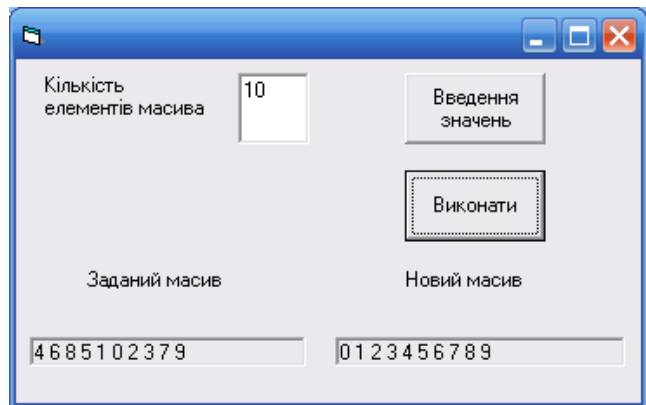 Кількість
елементів масива
10
Введення
значень
Виконати
Заданий масив
Новий масив
4 6 8 5 1 0 2 3 7 9
0 1 2 3 4 5 6 7 8 9